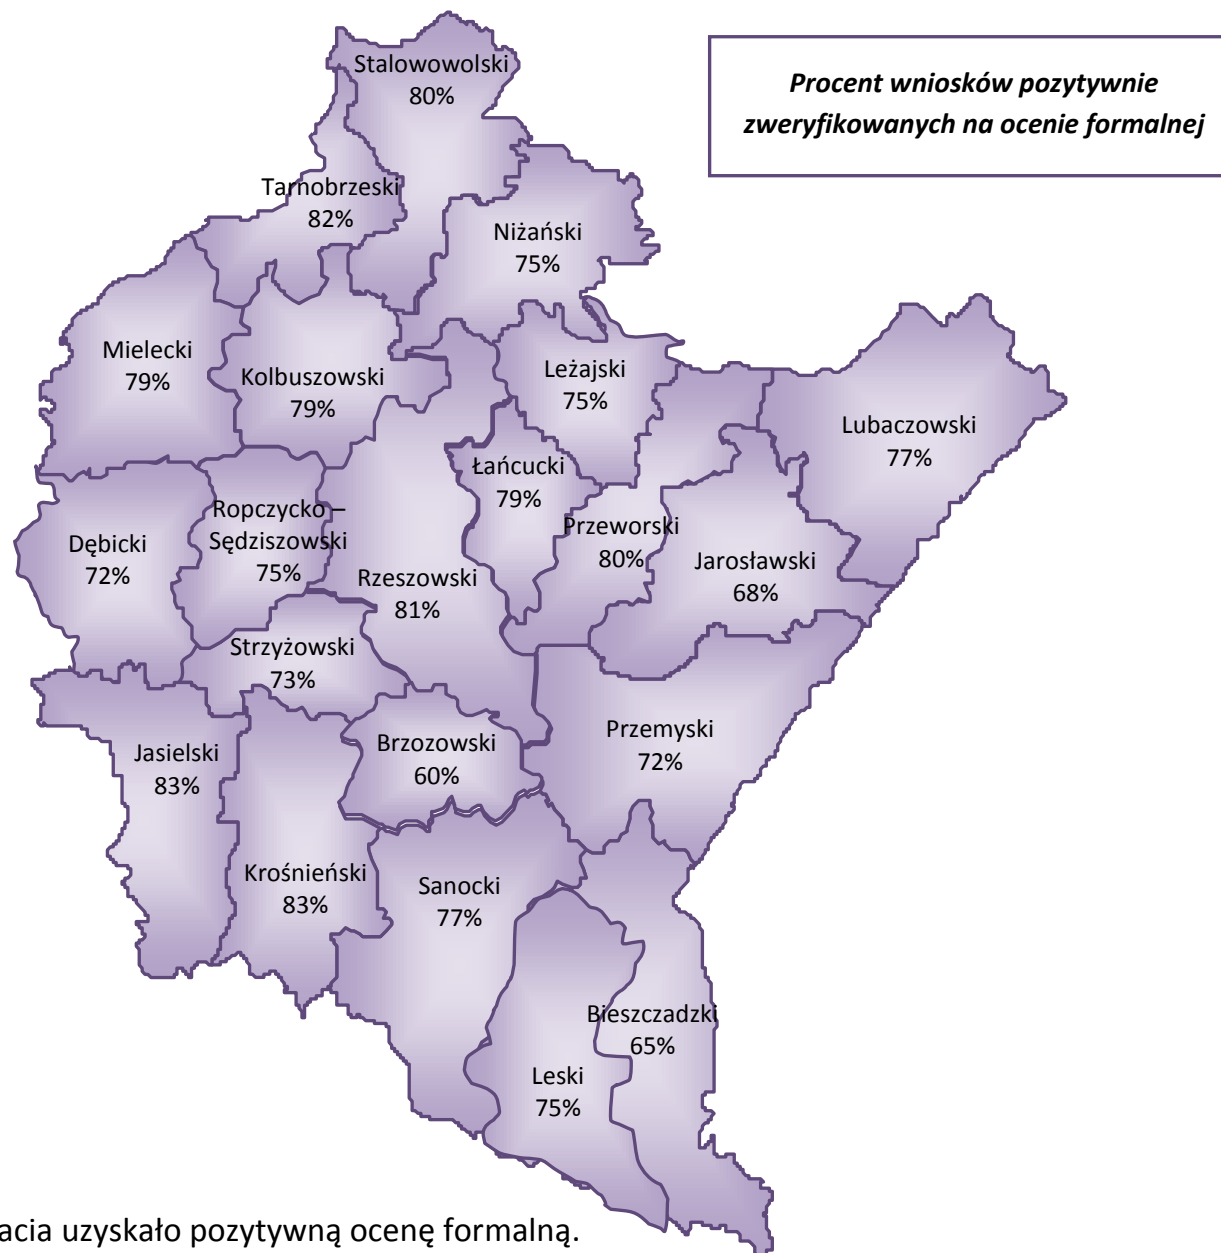 Procent wniosków pozytywnie
zweryfikowanych na ocenie formalnej
Stalowowolski
80%
Tarnobrzeski
82%
Niżański
75%
Mielecki
79%
Kolbuszowski
79%
Leżajski
75%
Lubaczowski
77%
Łańcucki
79%
Ropczycko –
Sędziszowski
75%
Dębicki
72%
Przeworski
80%
Jarosławski
68%
Rzeszowski
81%
Strzyżowski
73%
Przemyski
72%
Jasielski
83%
Brzozowski
60%
Krośnieński
83%
Sanocki
77%
Bieszczadzki
65%
Leski
75%
uzyskało pozytywną ocenę formalną.